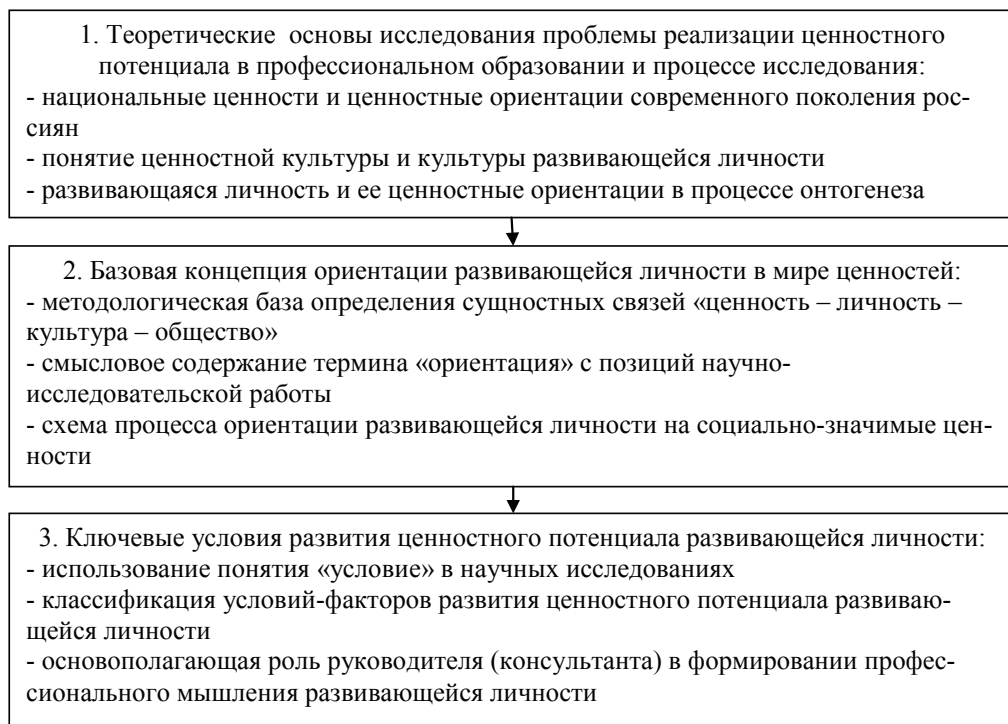 1. Теоретические основы исследования проблемы реализации ценностного
потенциала в профессиональном образовании и процессе исследования:
- национальные ценности и ценностные ориентации современного поколения рос-
сиян
- понятие ценностной культуры и культуры развивающейся личности
- развивающаяся личность и ее ценностные ориентации в процессе онтогенеза
2. Базовая концепция ориентации развивающейся личности в мире ценностей:
- методологическая база определения сущностных связей «ценность – личность –
культура – общество»
- смысловое содержание термина «ориентация» с позиций научно-
исследовательской работы
- схема процесса ориентации развивающейся личности на социально-значимые цен-
ности
3. Ключевые условия развития ценностного потенциала развивающейся личности:
- использование понятия «условие» в научных исследованиях
- классификация условий-факторов развития ценностного потенциала развиваю-
щейся личности
- основополагающая роль руководителя (консультанта) в формировании профес-
сионального мышления развивающейся личности